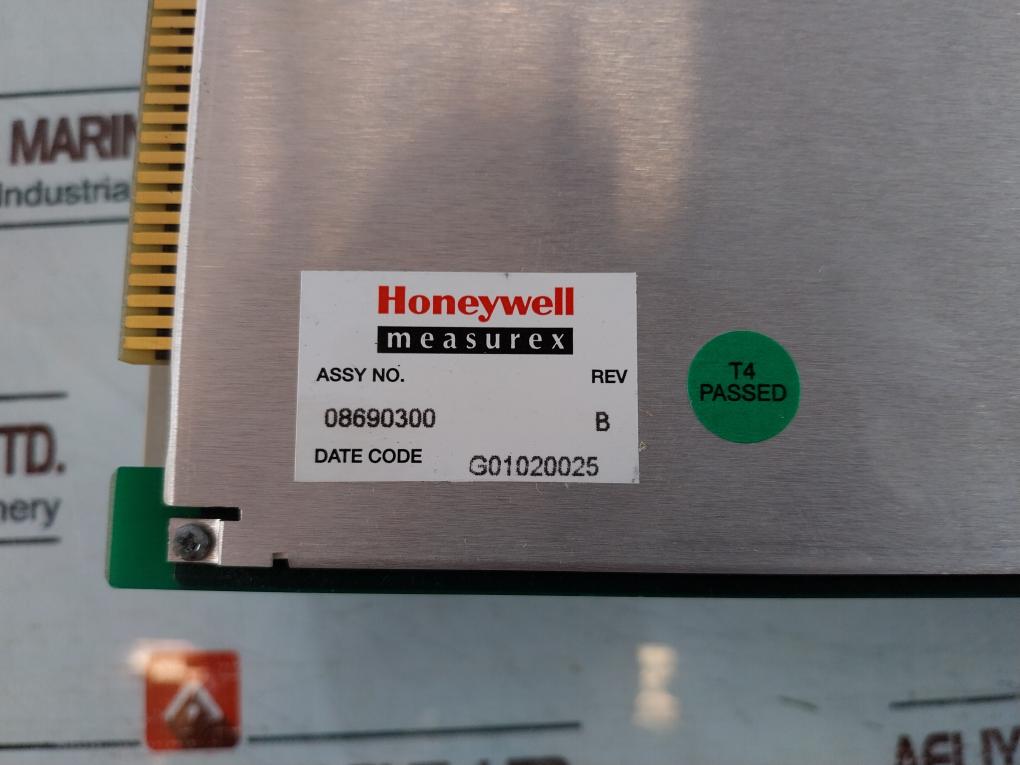 MARIN
Industria
Honeywell
measurex
ASSY NO. REV
08690300 B
DATE CODE G01020025
T4
PASSED
TD.
nery